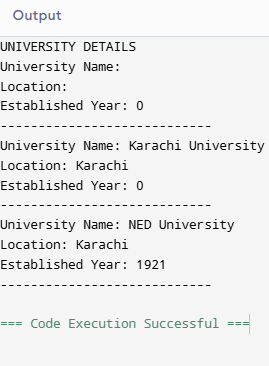 Output
UNIVERSITY DETAILS
University Name:
Location:
Established Year: 0
----------------------------
University Name: Karachi University
Location: Karachi
Established Year: 0
----------------------------
University Name: NED University
Location: Karachi
Established Year: 1921
----------------------------
=== Code Execution Successful ===